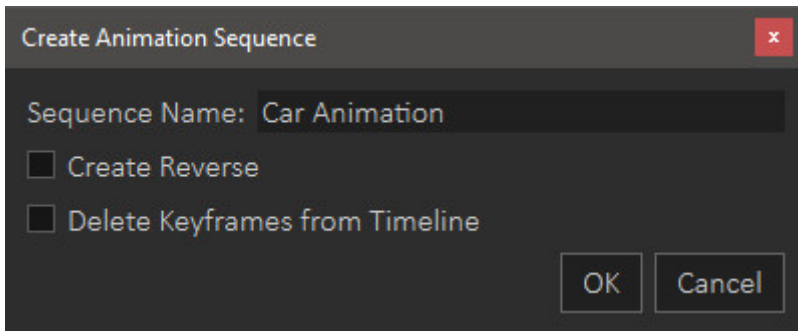 Create Animation Sequence x
Sequence Name: Car Animation
Create Reverse
Delete Keyframes from Timeline
OK Cancel